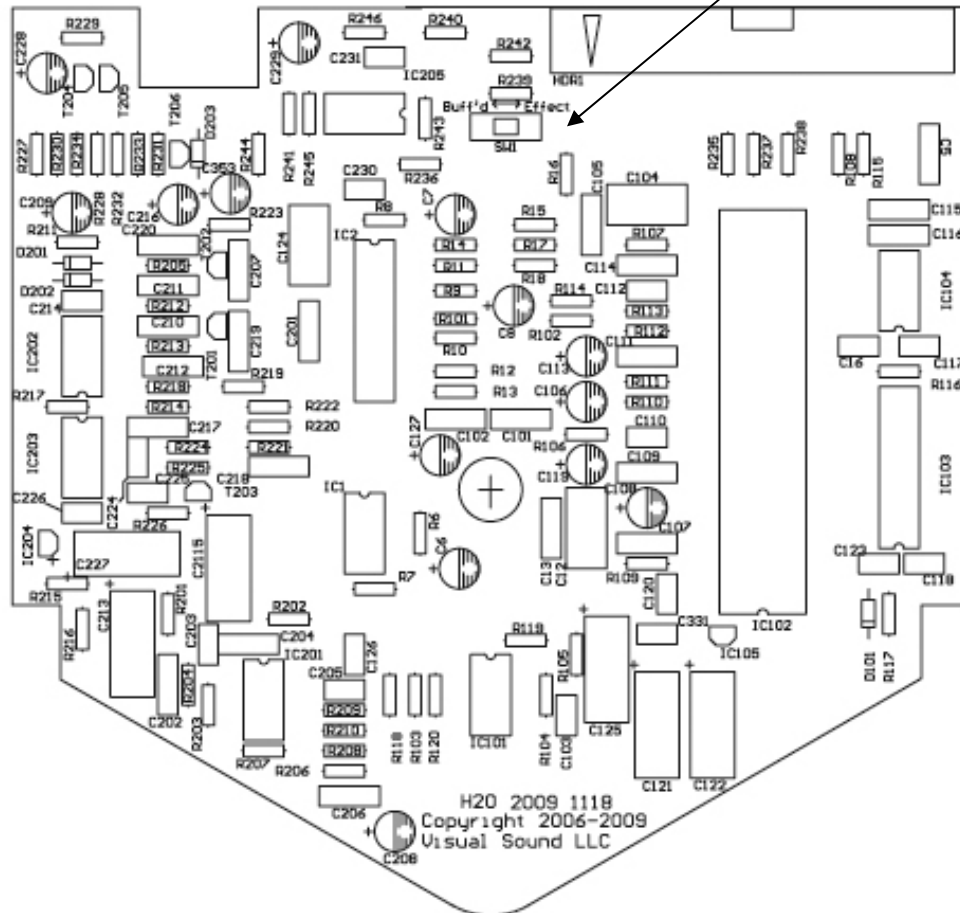 R229
C228
T204
T205
T206
D203
R246
R240
C229
C231
IC205
R242
R239
Buff'd
Effect
SW1
HDR1
R227
R230
R234
R228
R232
R233
R231
R244
R241
R245
R243
R236
R16
C105
C104
R235
R237
R238
R108
R115
C5
C209
R211
C216
C353
C220
T202
R223
C230
R8
C7
R15
R17
R18
R107
C115
C116
D201
D202
C214
R205
C211
R212
C210
R213
C212
R218
R214
C207
C219
T201
R219
C124
C201
IC2
R14
R11
R9
R101
R10
R12
R13
C8
R114
R102
C114
C112
R113
R112
C111
C113
R111
R110
C106
IC104
C16
C117
R116
IC202
R217
IC203
C217
R224
R225
C225
C218
T203
R222
R220
R221
C102
C101
C127
R106
C110
C109
C119
C108
C107
IC103
C226
C224
R226
IC204
C227
R215
C2115
IC1
R6
C6
R7
C13
C12
R109
C120
C123
C118
R216
C213
R201
C203
R202
C204
IC201
C126
C205
R119
R105
C331
IC105
IC102
D101
R117
C202
R204
R203
R207
R206
R209
R210
R208
R118
R103
R120
IC101
R104
C103
C125
C121
C122
C206
C208
H2O 2009 1118
Copyright 2006-2009
Visual Sound LLC